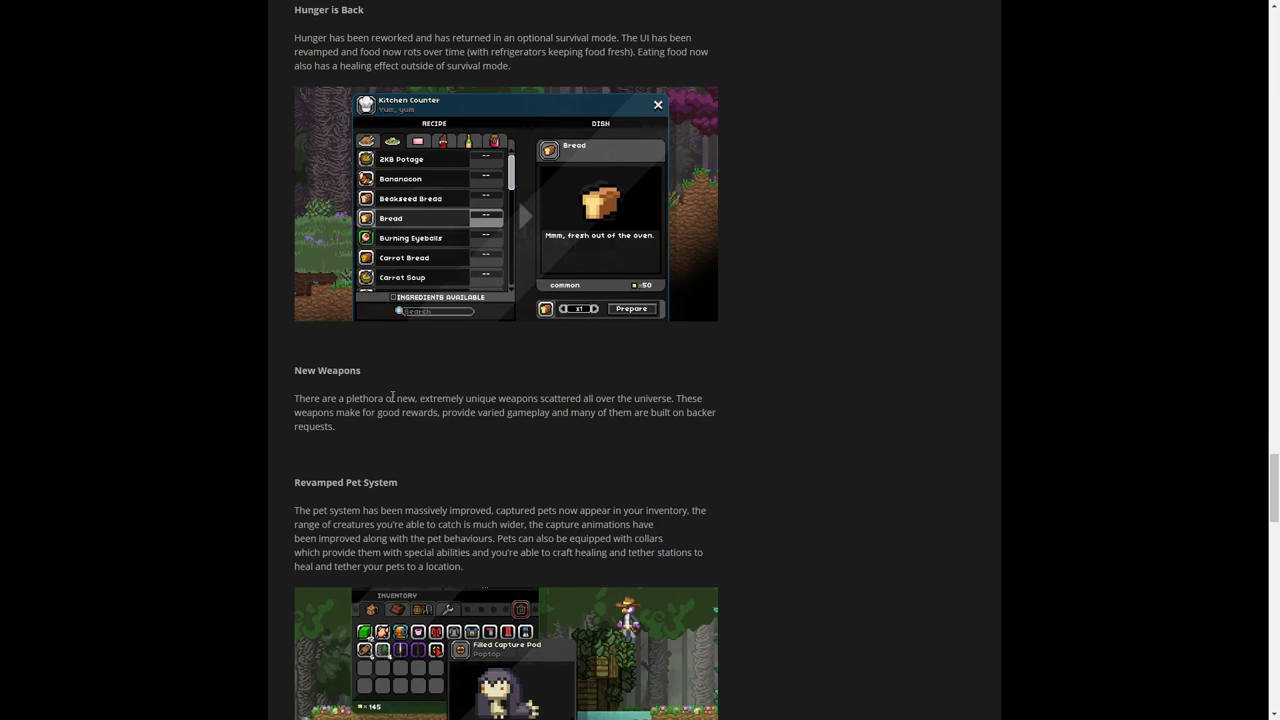 Hunger is Back
Hunger has been reworked and has returned in an optional survival mode. The UI has been
revamped and food now rots over time (with refrigerators keeping food fresh). Eating food now
also has a healing effect outside of survival mode.
Kitchen Counter
Yum, yum
RECIPE
DISH
2KB Potage --
Bananacon --
Beakseed Bread --
Bread --
Burning Eyeballs --
Carrot Bread --
Carrot Soup --
INGREDIENTS AVAILABLE
Search
Bread
Mmm, fresh out of the oven.
common x50
x1 Prepare
New Weapons
There are a plethora of new, extremely unique weapons scattered all over the universe. These
weapons make for good rewards, provide varied gameplay and many of them are built on backer
requests.
Revamped Pet System
The pet system has been massively improved, captured pets now appear in your inventory, the
range of creatures you're able to catch is much wider, the capture animations have
been improved along with the pet behaviours. Pets can also be equipped with collars
which provide them with special abilities and you're able to craft healing and tether stations to
heal and tether your pets to a location.
INVENTORY
Filled Capture Pod
Poptop
x 145